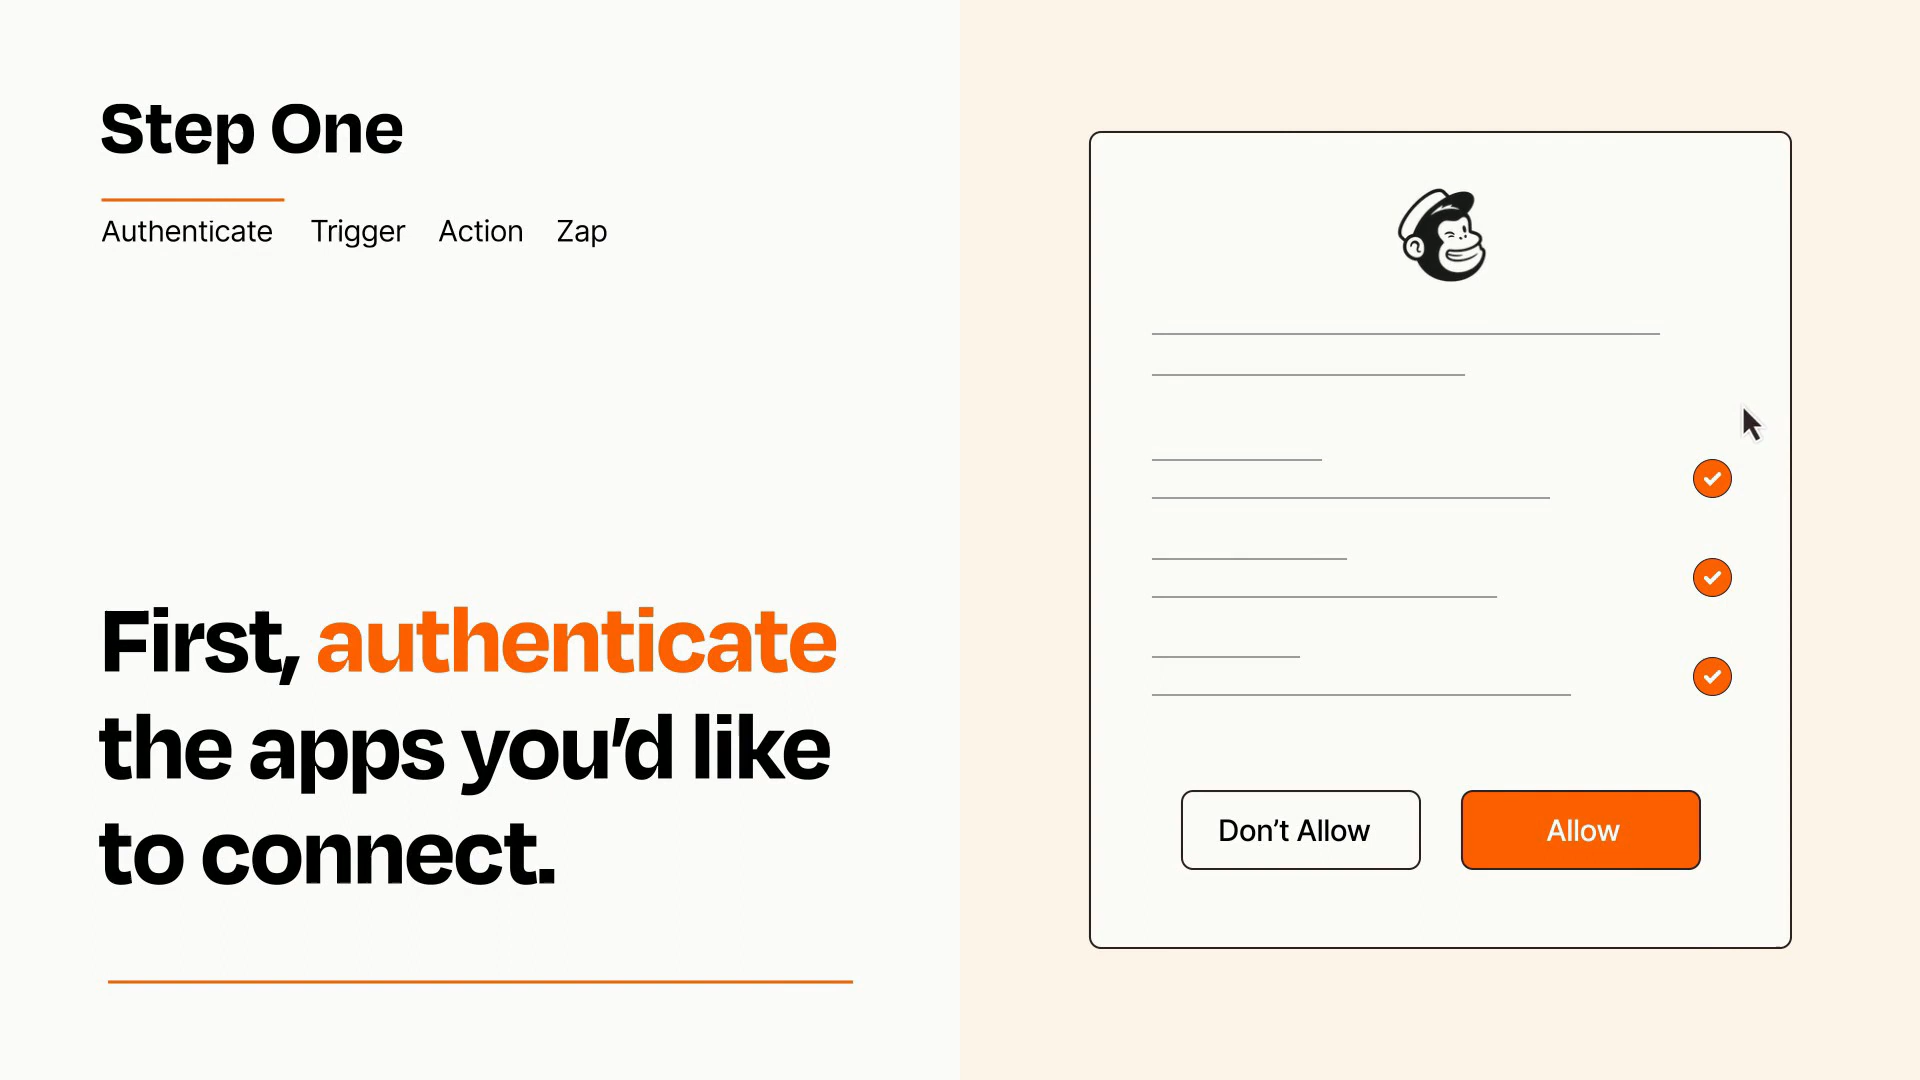 Step One
Authenticate Trigger Action Zap
First, authenticate
the apps you’d like
to connect.
Don’t Allow
Allow